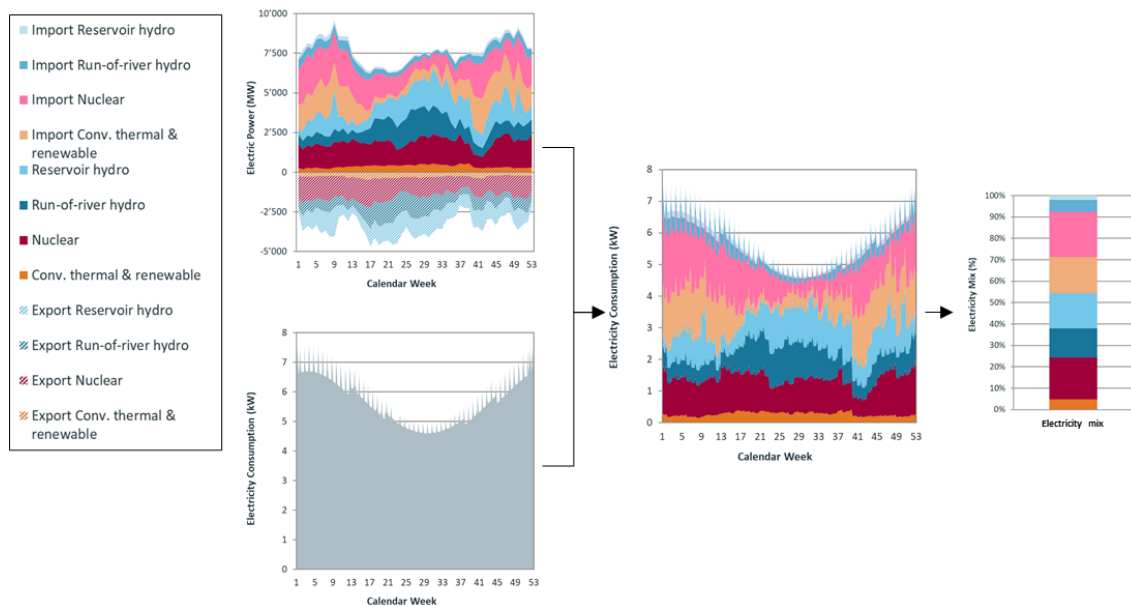 Import Reservoir hydro
Import Run-of-river hydro
Import Nuclear
Import Conv. thermal &
renewable
Reservoir hydro
Run-of-river hydro
Nuclear
Conv. thermal & renewable
Export Reservoir hydro
Export Run-of-river hydro
Export Nuclear
Export Conv. thermal &
renewable
Electric Power (MW)
10'000
7'500
5'000
2'500
0
-2'500
-5'000
1 5 9 13 17 21 25 29 33 37 41 45 49 53
Calendar Week
Electricity Consumption (kW)
8
7
6
5
4
3
2
1
0
1 5 9 13 17 21 25 29 33 37 41 45 49 53
Calendar Week
Electricity Consumption (kW)
8
7
6
5
4
3
2
1
0
1 5 9 13 17 21 25 29 33 37 41 45 49 53
Calendar Week
Electricity Mix (%)
100%
90%
80%
70%
60%
50%
40%
30%
20%
10%
0%
Electricity mix